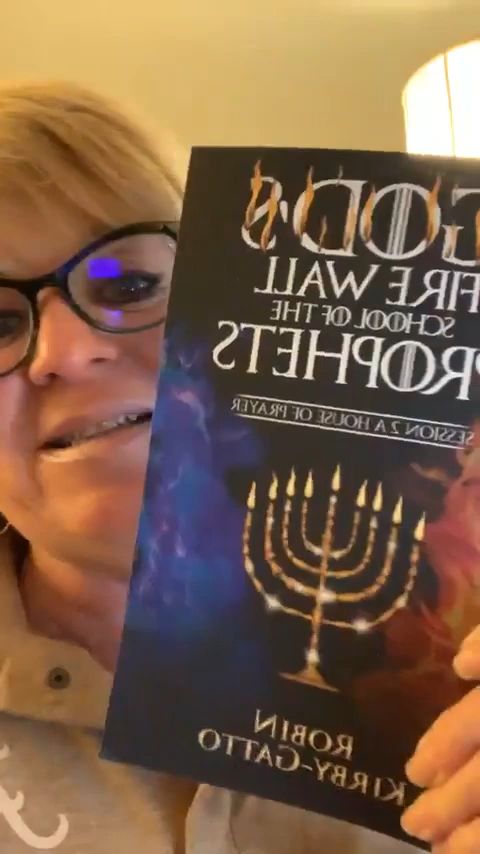 GOD'S
FIRE WALL
SCHOOL OF THE
PROPHETS
SESSION 2 A HOUSE OF PRAYER
ROBIN
KIRBY-GATTO